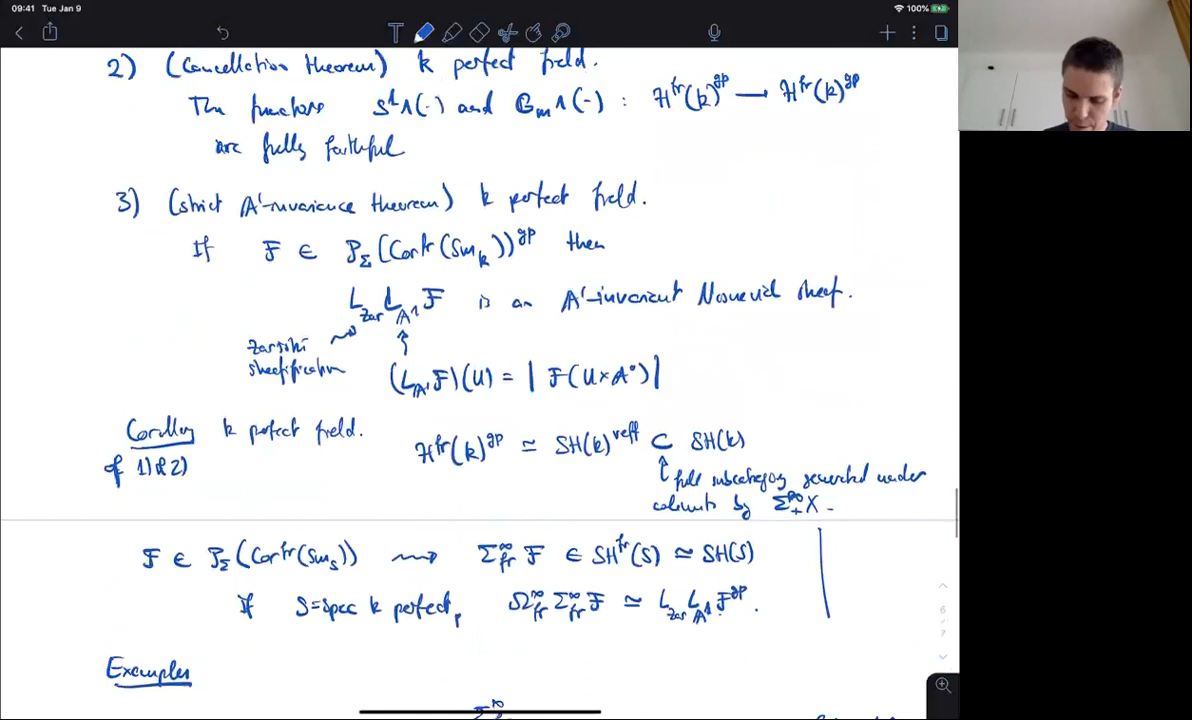 09:41 Tue Jan 9
100%
2) (Cancellation theorem) k perfect field.
The functors S¹∧(-) and 𝔾ₘ∧(-) : H^fr(k)^gp → H^fr(k)^gp
are fully faithful
3) (strict A¹-invariance theorem) k perfect field.
If F ∈ P_Σ(Corr^fr(Sm_k))^gp then
L_zar L_A¹ F is an A¹-invariant Nisnevich sheaf.
Zariski
sheafification
(L_A¹ F)(U) = | F(U×A^•) |
Corollary k perfect field.
of 1) & 2)
H^fr(k)^gp ≃ SH(k)^veff ⊂ SH(k)
full subcategory generated under
colimits by Σ^∞_+ X.
F ∈ P_Σ(Corr^fr(Sm_S)) ⇝ Σ^∞_fr F ∈ SH^fr(S) ≃ SH(S)
If S = Spec k perfect, Ω^∞_fr Σ^∞_fr F ≃ L_zar L_A¹ F^gp.
6
7
Examples